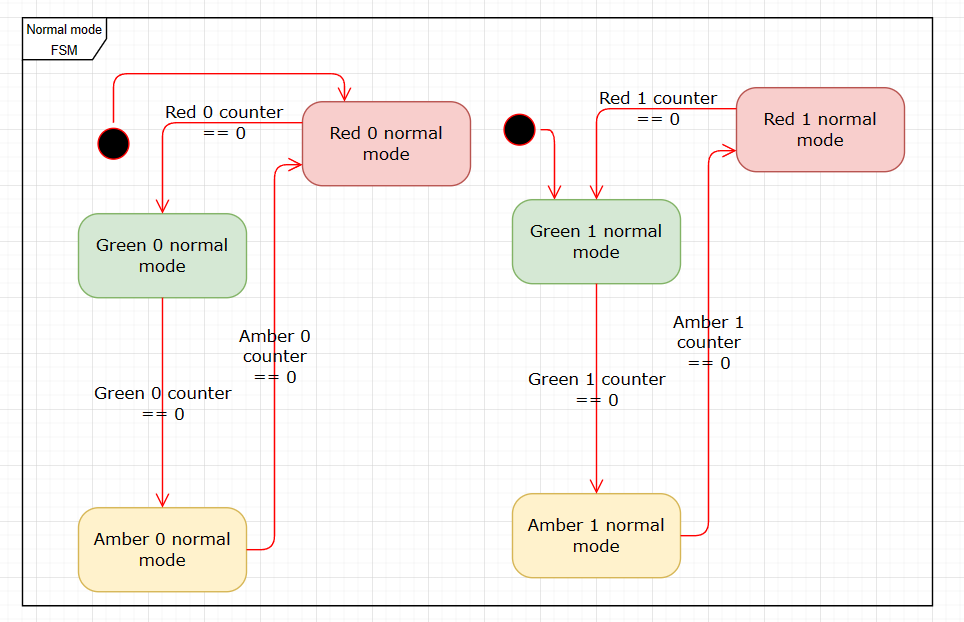 Normal mode
FSM
Red 0 counter
== 0
Red 0 normal
mode
Red 1 counter
== 0
Red 1 normal
mode
Green 0 normal
mode
Green 1 normal
mode
Amber 0
counter
== 0
Green 0 counter
== 0
Amber 1
counter
== 0
Green 1 counter
== 0
Amber 0 normal
mode
Amber 1 normal
mode